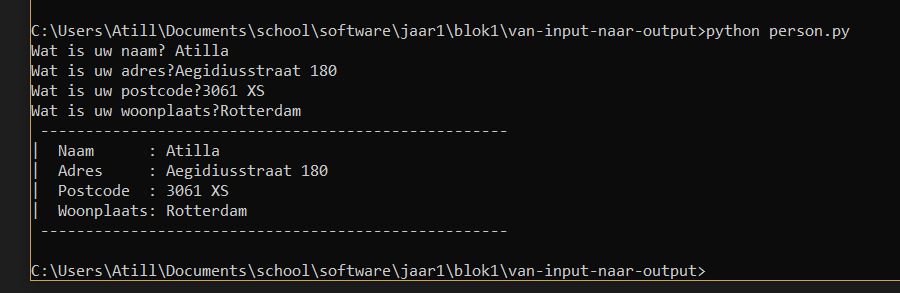 C:\Users\Atill\Documents\school\software\jaar1\blok1\van-input-naar-output>python person.py
Wat is uw naam? Atilla
Wat is uw adres?Aegidiusstraat 180
Wat is uw postcode?3061 XS
Wat is uw woonplaats?Rotterdam
 ----------------------------------------------------
|  Naam      : Atilla
|  Adres     : Aegidiusstraat 180
|  Postcode  : 3061 XS
|  Woonplaats: Rotterdam
 ----------------------------------------------------
C:\Users\Atill\Documents\school\software\jaar1\blok1\van-input-naar-output>